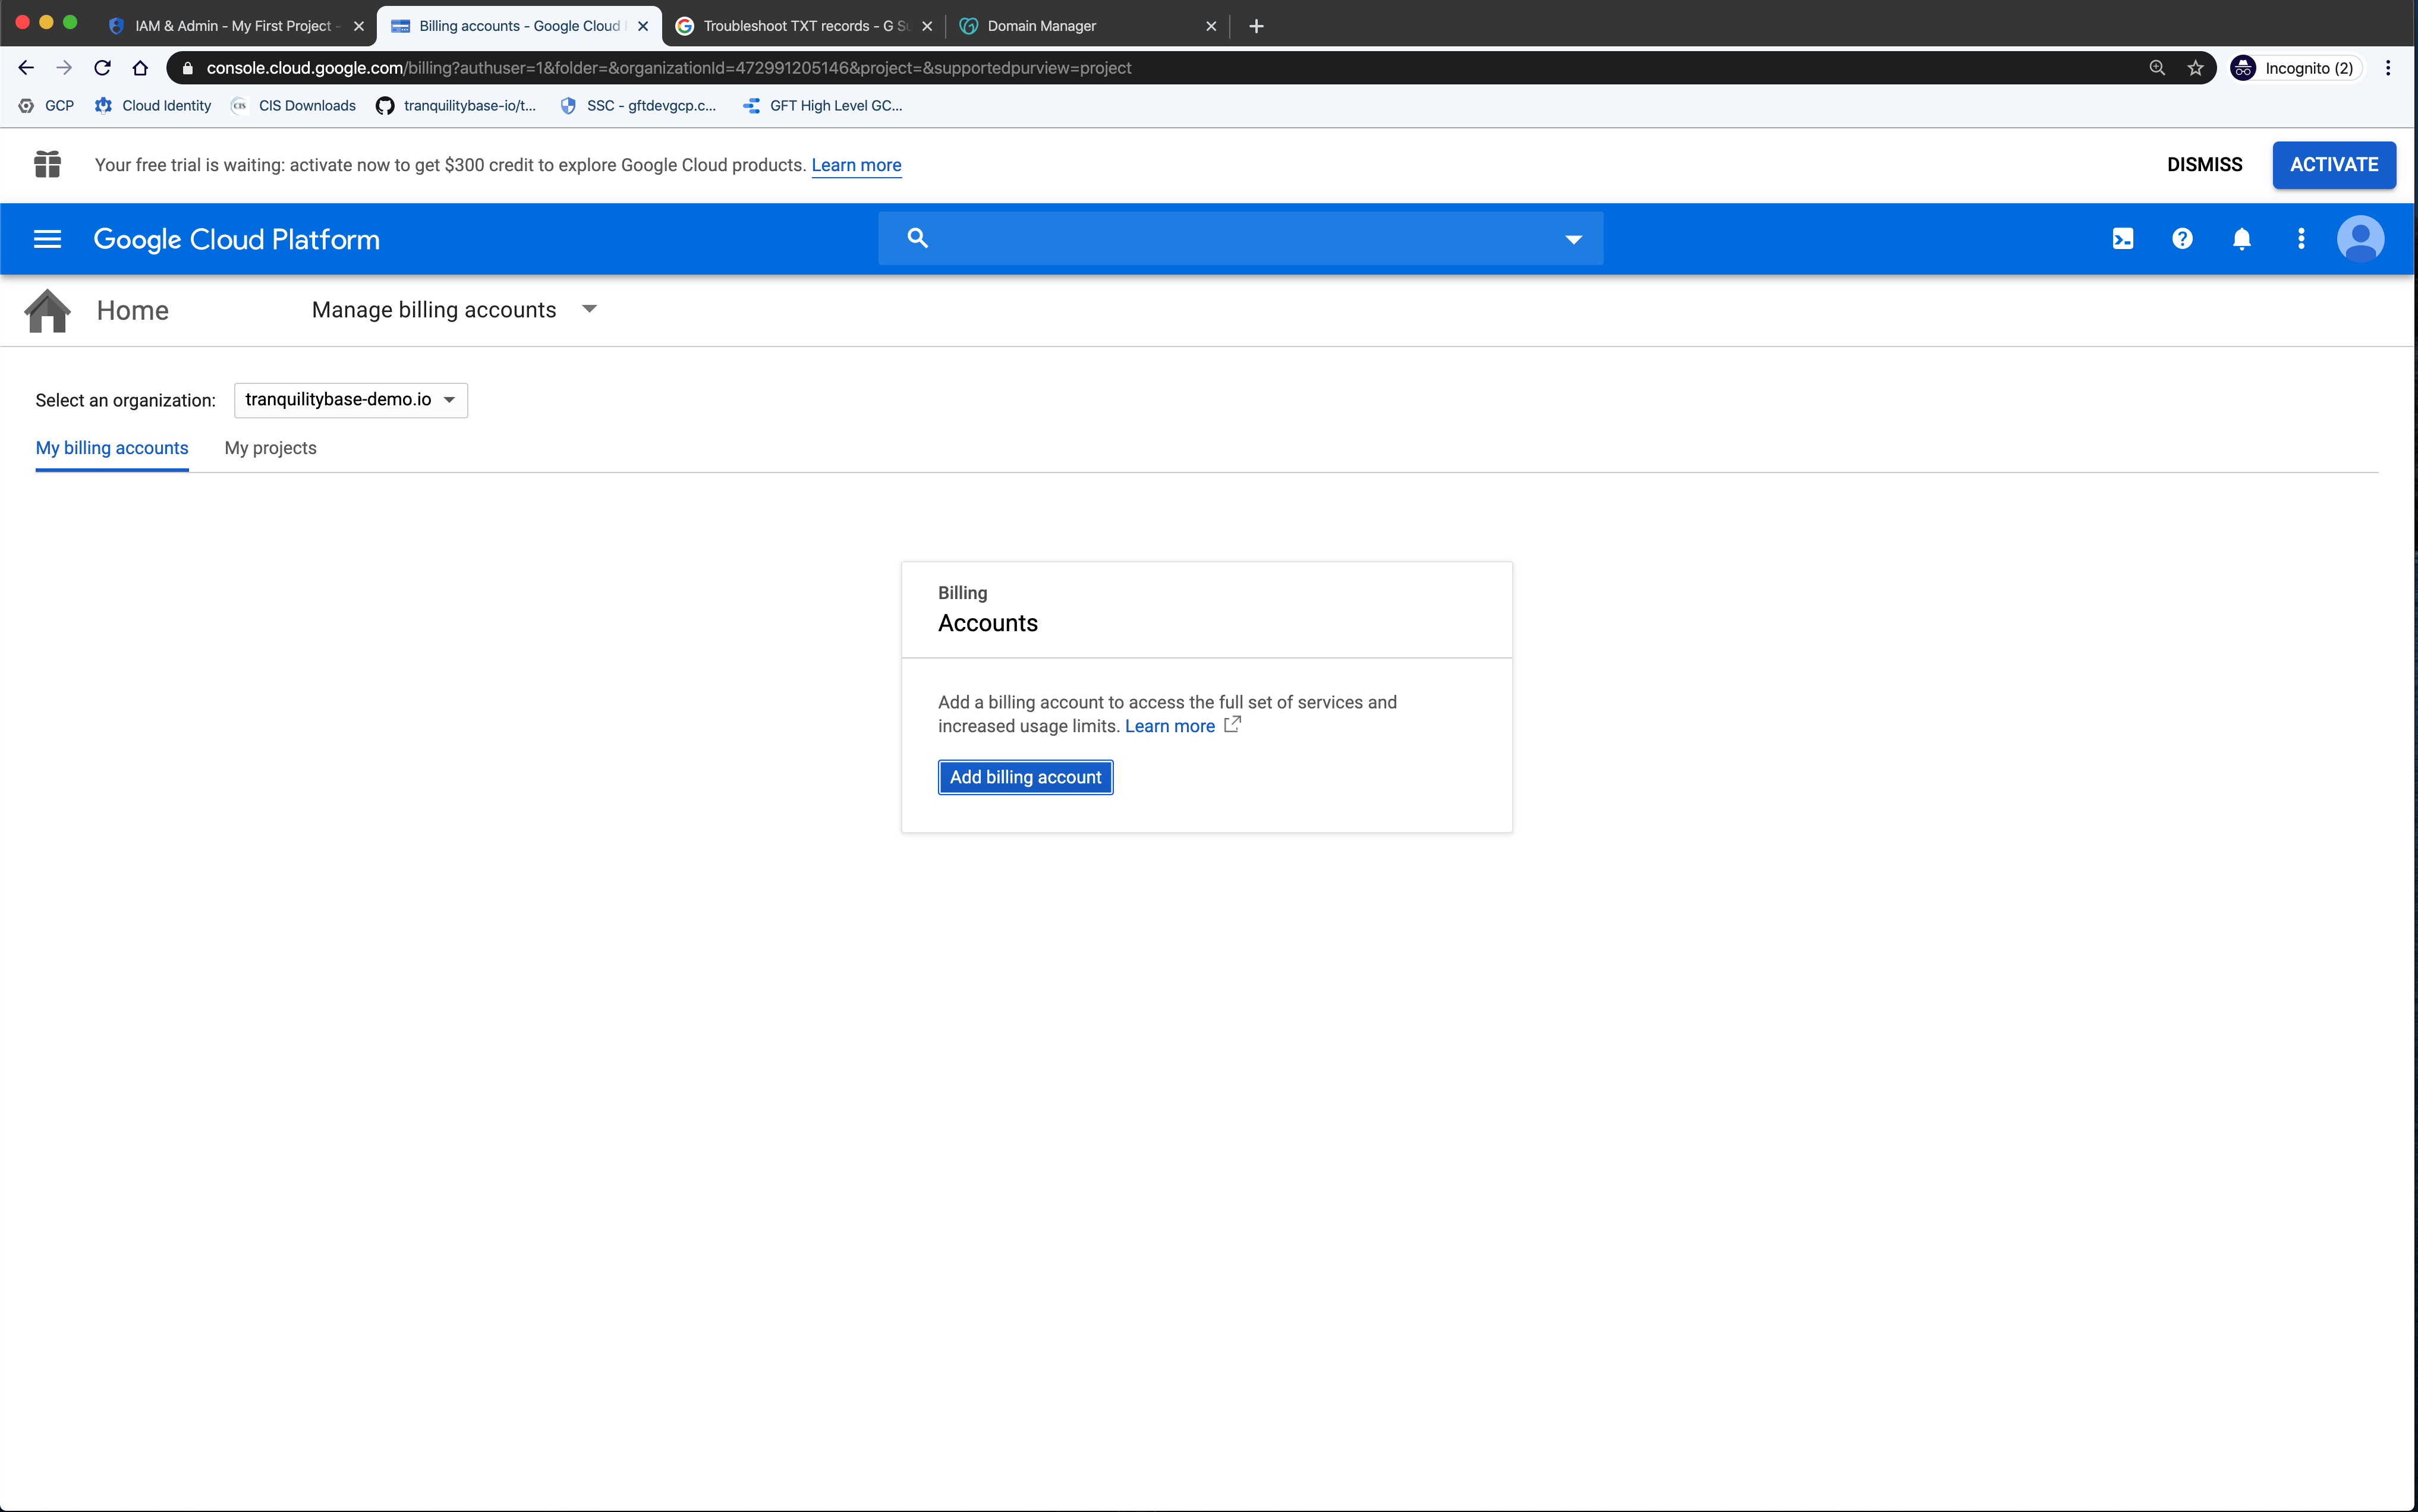 IAM & Admin - My First Project -
Billing accounts - Google Cloud
Troubleshoot TXT records - G Su
Domain Manager
console.cloud.google.com/billing?authuser=1&folder=&organizationId=472991205146&project=&supportedpurview=project
Incognito (2)
GCP
Cloud Identity
CIS
CIS Downloads
tranquilitybase-io/t...
SSC - gftdevgcp.c...
GFT High Level GC...
Your free trial is waiting: activate now to get $300 credit to explore Google Cloud products. Learn more
DISMISS
ACTIVATE
Google Cloud Platform
Home
Manage billing accounts
Select an organization:
tranquilitybase-demo.io
My billing accounts
My projects
Billing
Accounts
Add a billing account to access the full set of services and
increased usage limits. Learn more
Add billing account